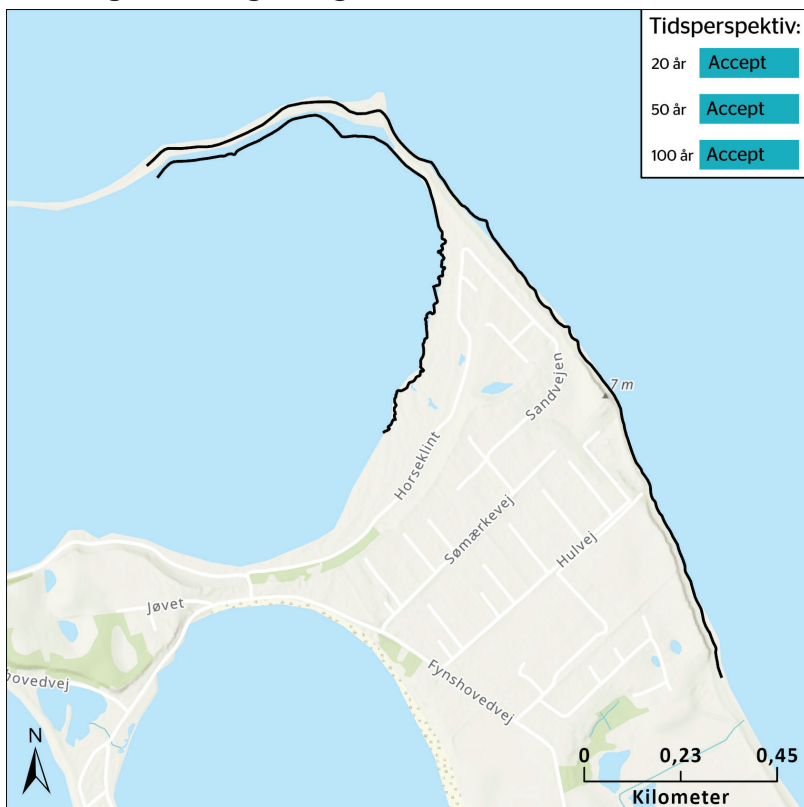 Tidsperspektiv:
20 år Accept
50 år Accept
100 år Accept
7 m
Sandvejen
Horseklint
Sømærkevej
Hulvej
Jøvet
Fynshovedvej
N
0 0,23 0,45
Kilometer